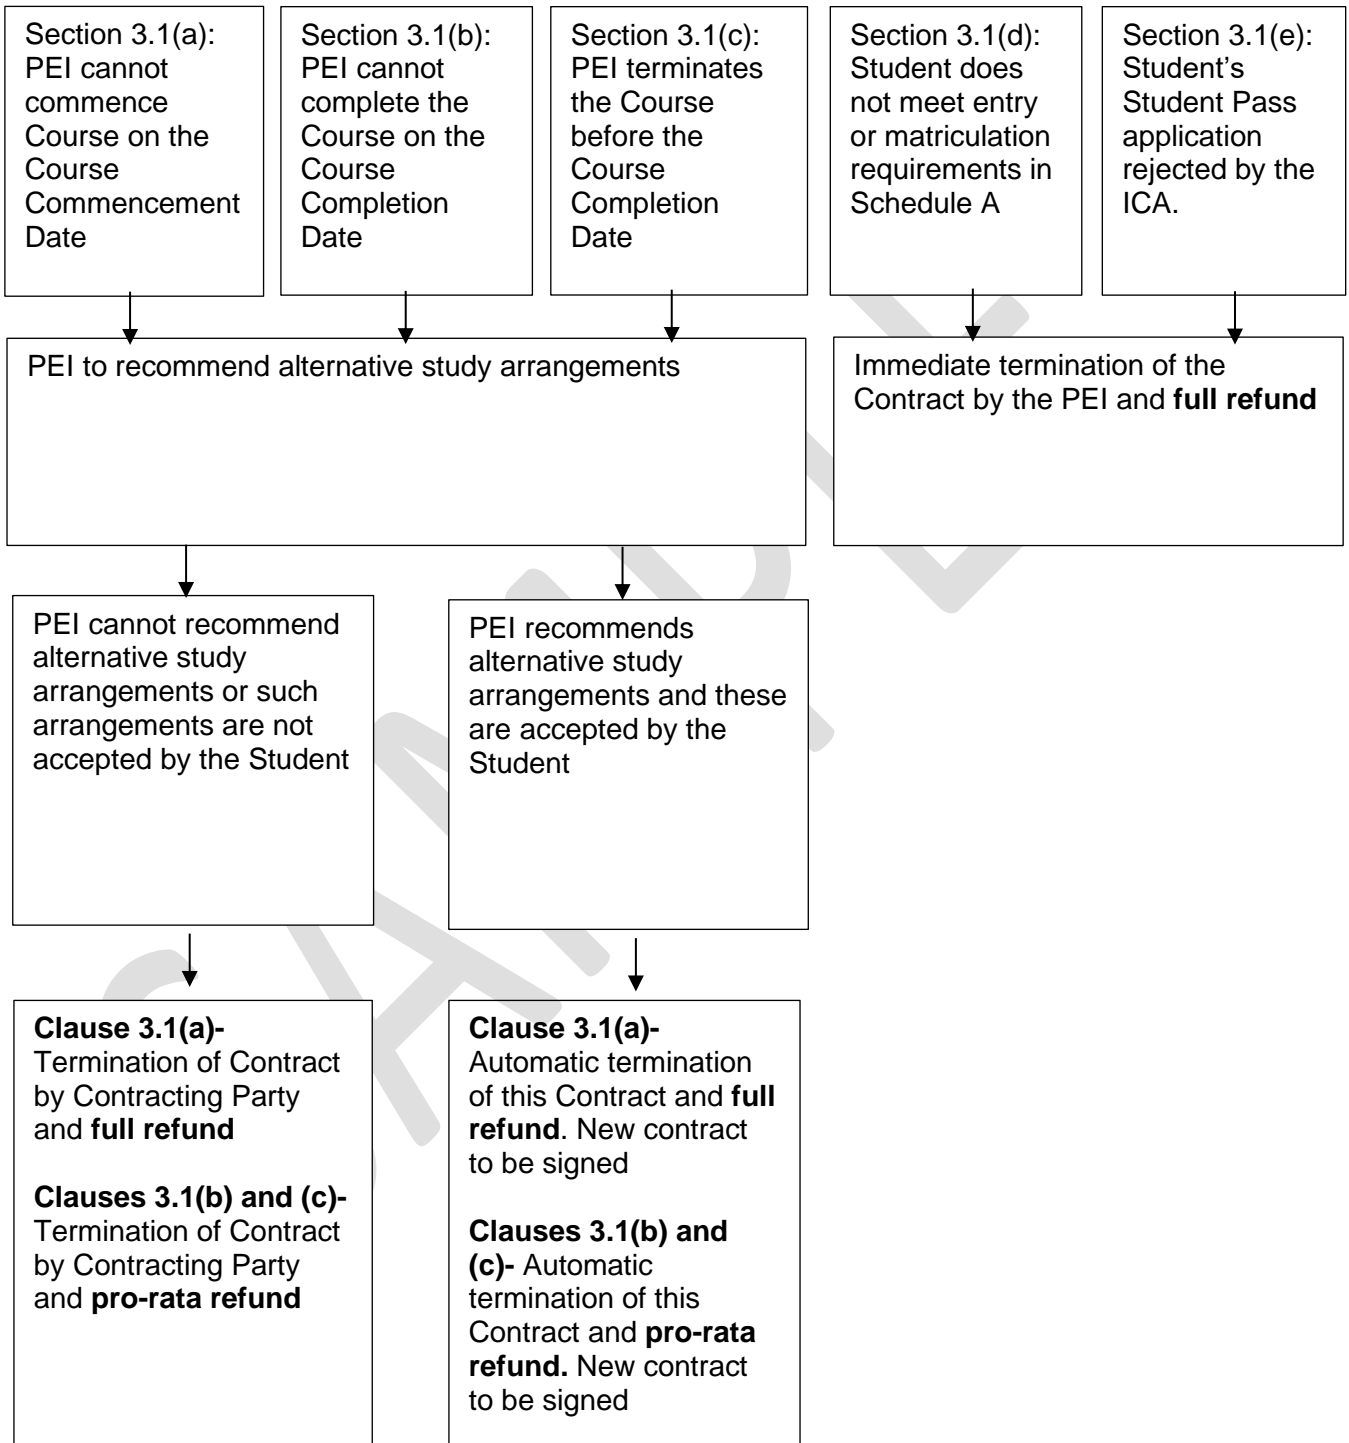 Section 3.1(a):
PEI cannot
commence
Course on the
Course
Commencement
Date
Section 3.1(b):
PEI cannot
complete the
Course on the
Course
Completion
Date
Section 3.1(c):
PEI terminates
the Course
before the
Course
Completion
Date
Section 3.1(d):
Student does
not meet entry
or matriculation
requirements in
Schedule A
Section 3.1(e):
Student’s
Student Pass
application
rejected by the
ICA.
PEI to recommend alternative study arrangements
Immediate termination of the
Contract by the PEI and full refund
PEI cannot recommend
alternative study
arrangements or such
arrangements are not
accepted by the Student
PEI recommends
alternative study
arrangements and these
are accepted by the
Student
Clause 3.1(a)-
Termination of Contract
by Contracting Party
and full refund
Clauses 3.1(b) and (c)-
Termination of Contract
by Contracting Party
and pro-rata refund
Clause 3.1(a)-
Automatic termination
of this Contract and full
refund. New contract
to be signed
Clauses 3.1(b) and
(c)- Automatic
termination of this
Contract and pro-rata
refund. New contract
to be signed
SAMPLE